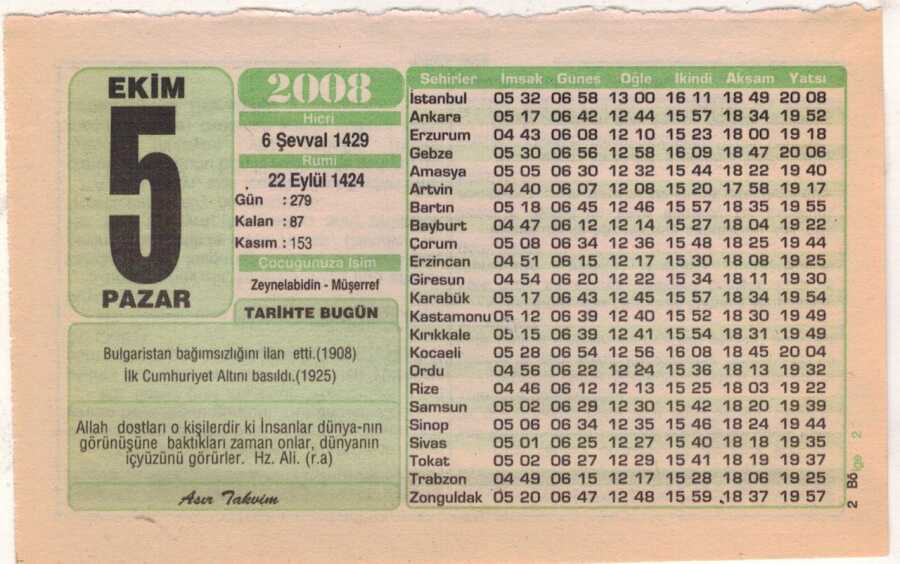 EKİM
5
PAZAR
2008
Hicri
6 Şevval 1429
Rumi
22 Eylül 1424
Gün : 279
Kalan : 87
Kasım : 153
Çocuğunuza İsim
Zeynelabidin - Müşerref
TARİHTE BUGÜN
Bulgaristan bağımsızlığını ilan etti.(1908)
İlk Cumhuriyet Altını basıldı.(1925)
Allah dostları o kişilerdir ki İnsanlar dünya-nın
görünüşüne baktıkları zaman onlar, dünyanın
içyüzünü görürler. Hz. Ali. (r.a)
Asır Takvim
Şehirler İmsak Güneş Öğle İkindi Akşam Yatsı
İstanbul 05 32 06 58 13 00 16 11 18 49 20 08
Ankara 05 17 06 42 12 44 15 57 18 34 19 52
Erzurum 04 43 06 08 12 10 15 23 18 00 19 18
Gebze 05 30 06 56 12 58 16 09 18 47 20 06
Amasya 05 05 06 30 12 32 15 44 18 22 19 40
Artvin 04 40 06 07 12 08 15 20 17 58 19 17
Bartın 05 18 06 45 12 46 15 57 18 35 19 55
Bayburt 04 47 06 12 12 14 15 27 18 04 19 22
Çorum 05 08 06 34 12 36 15 48 18 25 19 44
Erzincan 04 51 06 15 12 17 15 30 18 08 19 25
Giresun 04 54 06 20 12 22 15 34 18 11 19 30
Karabük 05 17 06 43 12 45 15 57 18 34 19 54
Kastamonu 05 12 06 39 12 40 15 52 18 30 19 49
Kırıkkale 05 15 06 39 12 41 15 54 18 31 19 49
Kocaeli 05 28 06 54 12 56 16 08 18 45 20 04
Ordu 04 56 06 22 12 24 15 36 18 13 19 32
Rize 04 46 06 12 12 13 15 25 18 03 19 22
Samsun 05 02 06 29 12 30 15 42 18 20 19 39
Sinop 05 06 06 34 12 35 15 46 18 24 19 44
Sivas 05 01 06 25 12 27 15 40 18 18 19 35
Tokat 05 02 06 27 12 29 15 41 18 19 19 37
Trabzon 04 49 06 15 12 17 15 28 18 06 19 25
Zonguldak 05 20 06 47 12 48 15 59 18 37 19 57
2 Bölge 2